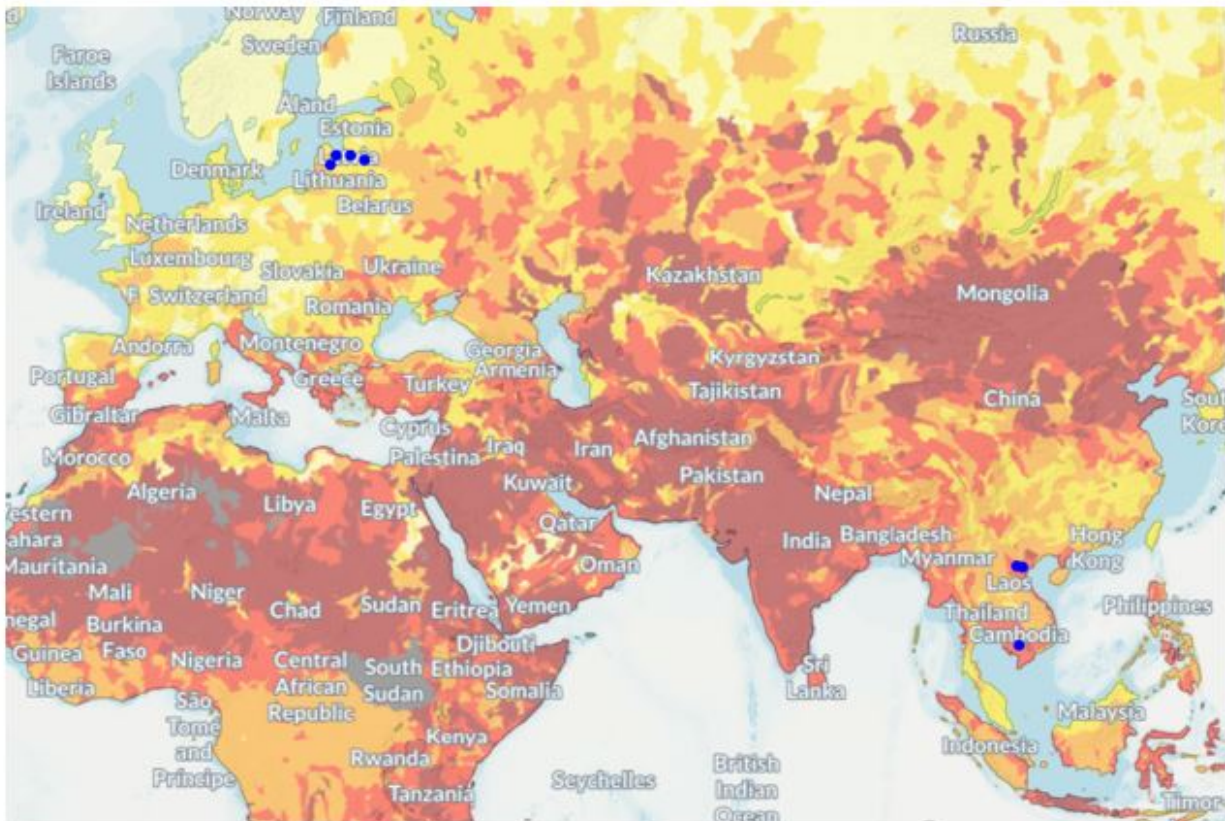 Norway
Finland
Sweden
Russia
Faroe
Islands
Åland
Estonia
Denmark
Lithuania
Ireland
Belarus
Netherlands
Luxembourg
Slovakia
Ukraine
Kazakhstan
F
Switzerland
Romania
Mongolia
Andorra
Montenegro
Georgia
Kyrgyzstan
Armenia
Portugal
Greece
Turkey
Tajikistan
China
Gibraltar
Malta
Cyprus
Morocco
Palestina
Iraq
Iran
Afghanistan
Pakistan
Algeria
Libya
Egypt
Kuwait
Nepal
Qatar
India
Bangladesh
Hong
Kong
Myanmar
Oman
Mauritania
Mali
Niger
Chad
Sudan
Eritrea
Yemen
Laos
Thailand
Philippines
Burkina
Faso
Djibouti
Cambodia
Guinea
Nigeria
Central
African
Republic
South
Sudan
Ethiopia
Somalia
Sri
Lanka
Liberia
São
Tomé
and
Príncipe
Kenya
Malaysia
Rwanda
Indonesia
Seychelles
British
Indian
Ocean
Tanzania
Timor